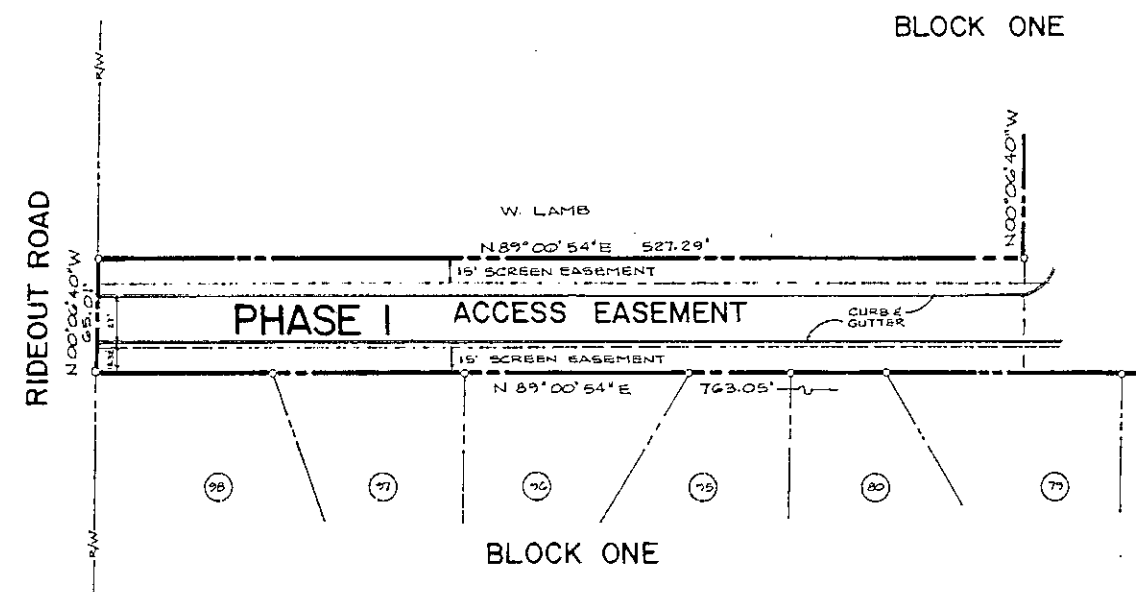 BLOCK ONE
R/W
N00°06'40"W
W. LAMB
N 89°00'54"E 527.29'
15' SCREEN EASEMENT
RIDEOUT ROAD
N 00°06'40"W
65.01'
27'
PHASE I
ACCESS EASEMENT
CURB &
GUTTER
15' SCREEN EASEMENT
N 89°00'54"E 763.05'
98
97
96
95
80
79
R/W
BLOCK ONE